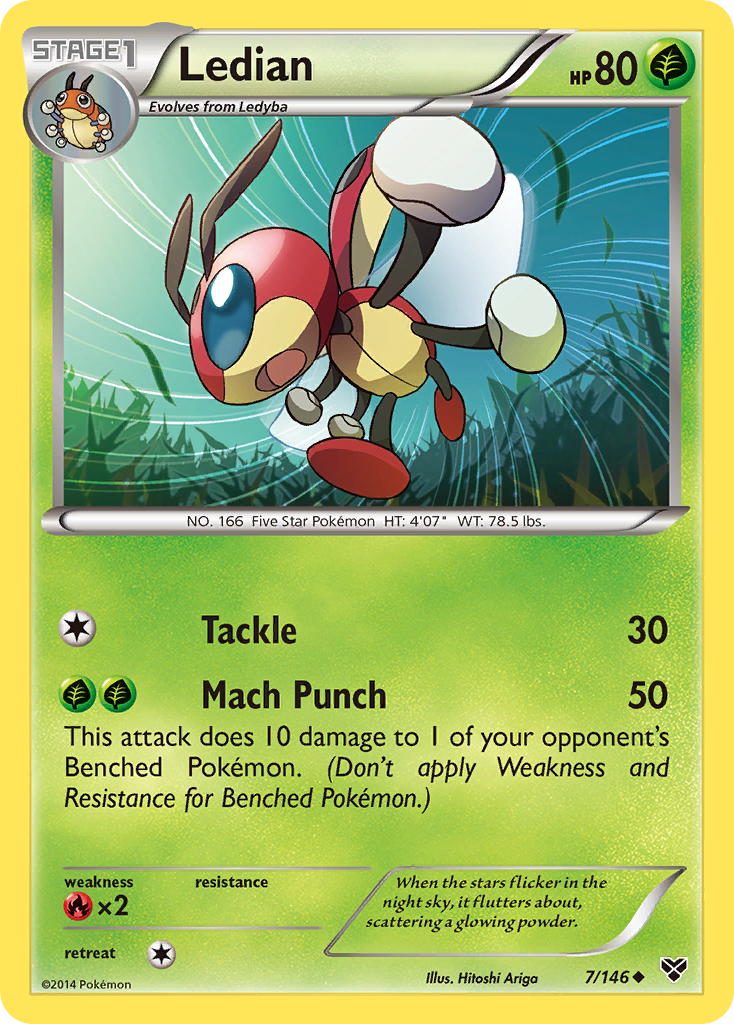 STAGE1
Ledian
HP 80
Evolves from Ledyba
NO. 166 Five Star Pokémon HT: 4'07" WT: 78.5 lbs.
Tackle 30
Mach Punch 50
This attack does 10 damage to 1 of your opponent's
Benched Pokémon. (Don't apply Weakness and
Resistance for Benched Pokémon.)
weakness resistance
×2
When the stars flicker in the
night sky, it flutters about,
scattering a glowing powder.
retreat
©2014 Pokémon
Illus. Hitoshi Ariga
7/146